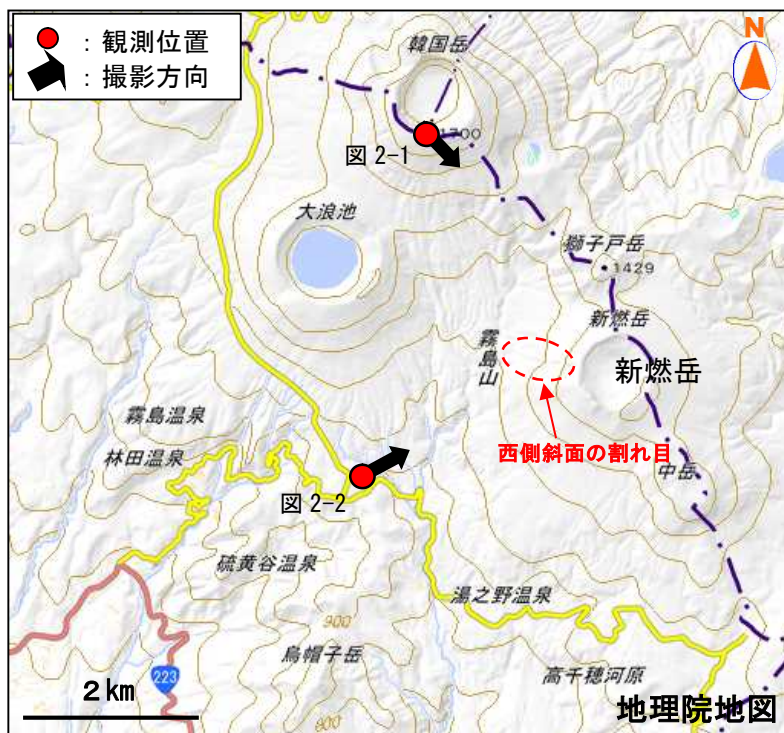 ：観測位置
：撮影方向
N
韓国岳
1700
図 2-1
大浪池
獅子戸岳
1429
新燃岳
霧島山
新燃岳
西側斜面の割れ目
中岳
霧島温泉
林田温泉
図 2-2
硫黄谷温泉
湯之野温泉
900
烏帽子岳
高千穂河原
223
2㎞
800
地理院地図